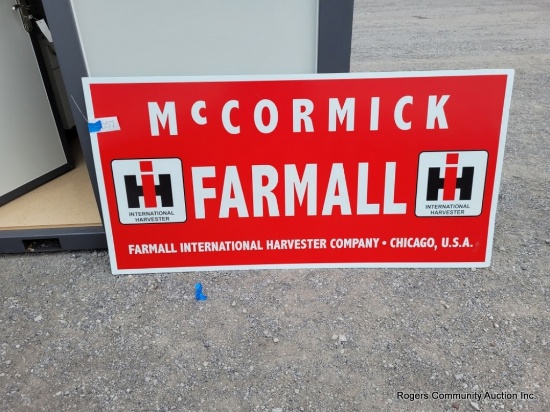 McCORMICK
IH
INTERNATIONAL
HARVESTER
FARMALL
IH
INTERNATIONAL
HARVESTER
FARMALL INTERNATIONAL HARVESTER COMPANY • CHICAGO, U.S.A.
Rogers Community Auction Inc.